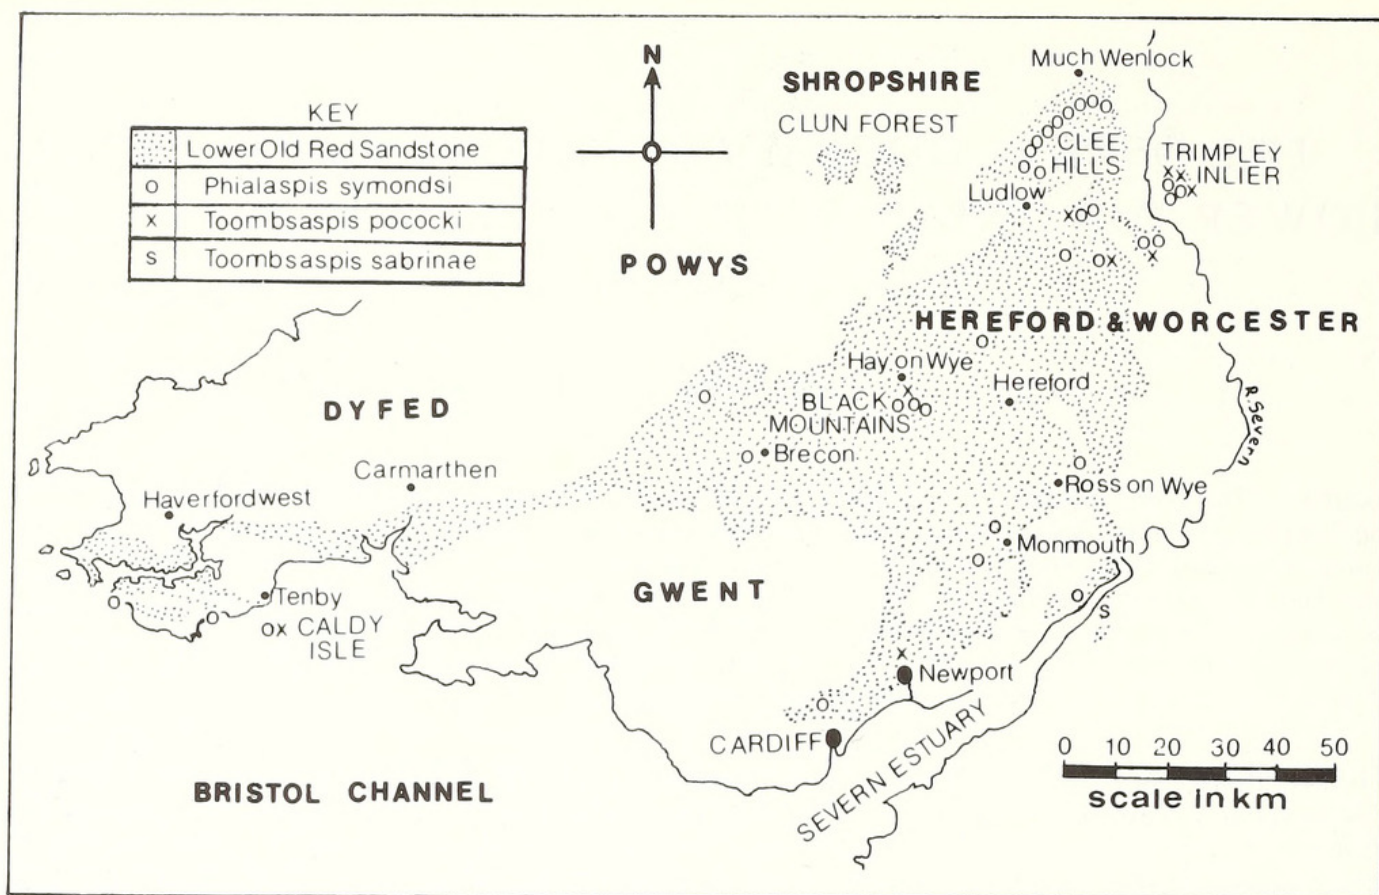 KEY
Lower Old Red Sandstone
o Phialaspis symondsi
x Toombsaspis pococki
s Toombsaspis sabrinae
N
SHROPSHIRE
CLUN FOREST
Much Wenlock
CLEE
HILLS
TRIMPLEY
INLIER
Ludlow
POWYS
HEREFORD & WORCESTER
Hay on Wye
Hereford
BLACK
MOUNTAINS
R Severn
DYFED
Brecon
Carmarthen
Haverfordwest
Ross on Wye
Monmouth
GWENT
Tenby
ox CALDY
ISLE
s
Newport
CARDIFF
SEVERN ESTUARY
BRISTOL CHANNEL
0 10 20 30 40 50
scale in km